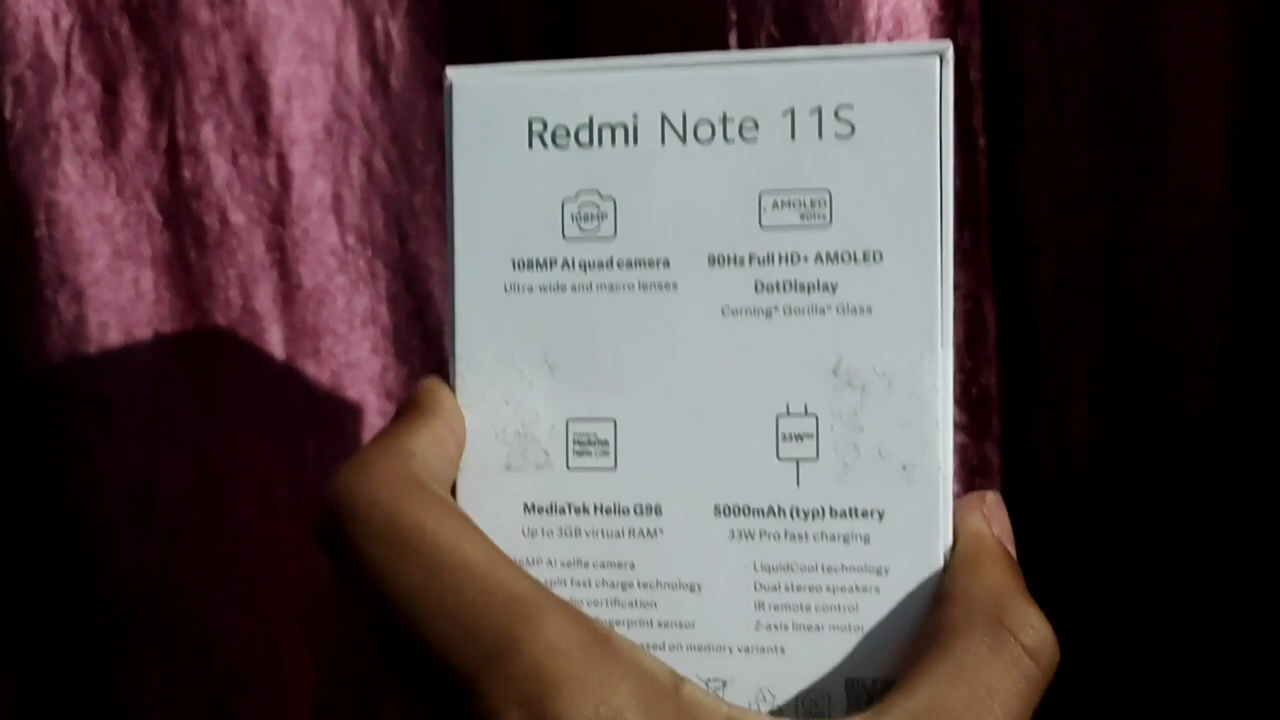 Redmi Note 11S
108MP
AMOLED
90Hz
108MP AI quad camera
Ultra-wide and macro lenses
90Hz Full HD+ AMOLED
DotDisplay
Corning® Gorilla® Glass
MediaTek
33W
MediaTek Helio G96
Up to 3GB virtual RAM*
5000mAh (typ) battery
33W Pro fast charging
MP AI selfie camera
fast charge technology
certification
sensor
LiquidCool technology
Dual stereo speakers
IR remote control
Z-axis linear motor
based on memory variants